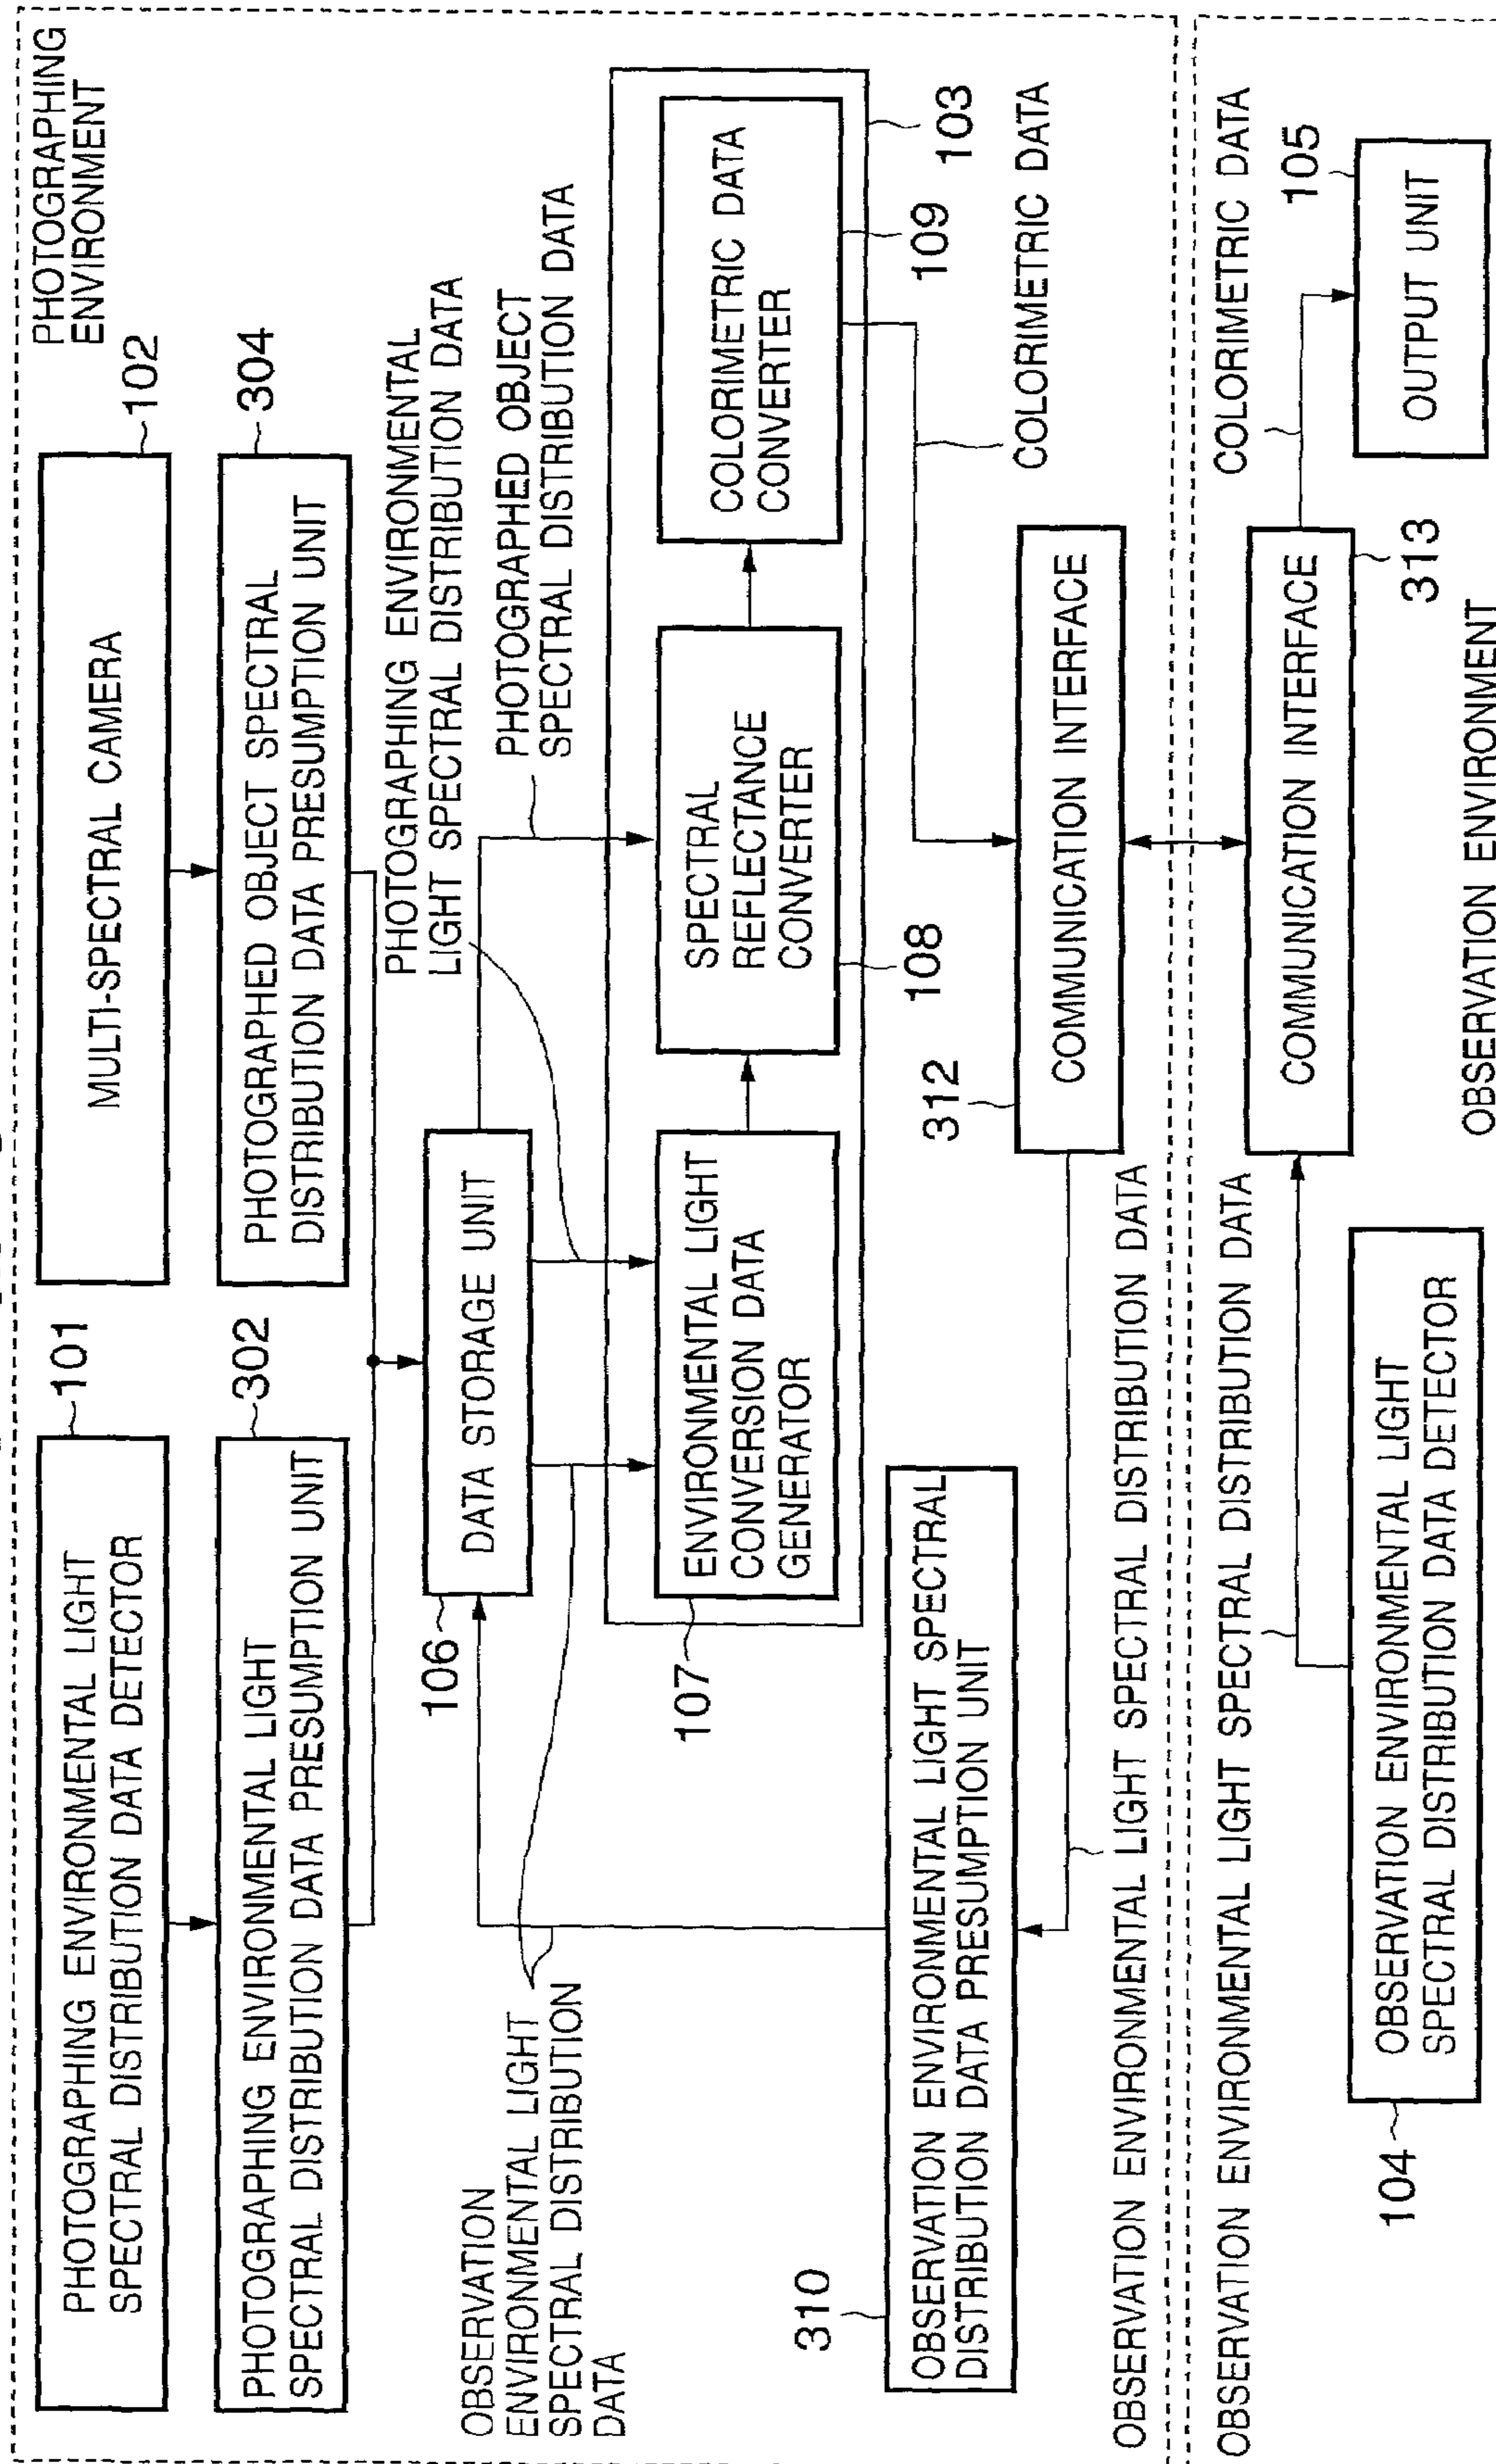 PHOTOGRAPHING
ENVIRONMENT
101
PHOTOGRAPHING ENVIRONMENTAL LIGHT
SPECTRAL DISTRIBUTION DATA DETECTOR
102
MULTI-SPECTRAL CAMERA
302
PHOTOGRAPHING ENVIRONMENTAL LIGHT
SPECTRAL DISTRIBUTION DATA PRESUMPTION UNIT
304
PHOTOGRAPHED OBJECT SPECTRAL
DISTRIBUTION DATA PRESUMPTION UNIT
PHOTOGRAPHING ENVIRONMENTAL
LIGHT SPECTRAL DISTRIBUTION DATA
106
DATA STORAGE UNIT
PHOTOGRAPHED OBJECT
SPECTRAL DISTRIBUTION DATA
OBSERVATION
ENVIRONMENTAL LIGHT
SPECTRAL DISTRIBUTION
DATA
107
ENVIRONMENTAL LIGHT
CONVERSION DATA
GENERATOR
SPECTRAL
REFLECTANCE
CONVERTER
108
COLORIMETRIC DATA
CONVERTER
109
103
310
OBSERVATION ENVIRONMENTAL LIGHT SPECTRAL
DISTRIBUTION DATA PRESUMPTION UNIT
312
COMMUNICATION INTERFACE
COLORIMETRIC DATA
OBSERVATION ENVIRONMENTAL LIGHT SPECTRAL DISTRIBUTION DATA
OBSERVATION ENVIRONMENTAL LIGHT SPECTRAL DISTRIBUTION DATA
COLORIMETRIC DATA
COMMUNICATION INTERFACE
313
105
OUTPUT UNIT
104
OBSERVATION ENVIRONMENTAL LIGHT
SPECTRAL DISTRIBUTION DATA DETECTOR
OBSERVATION ENVIRONMENT